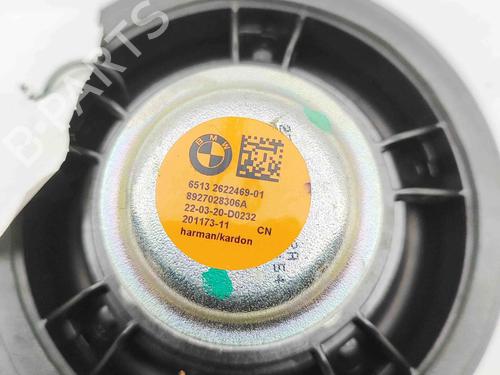 B-PARTS
BMW
6513 2622469-01
8927028306A
22-03-20-D0232
201173-11 CN
harman/kardon